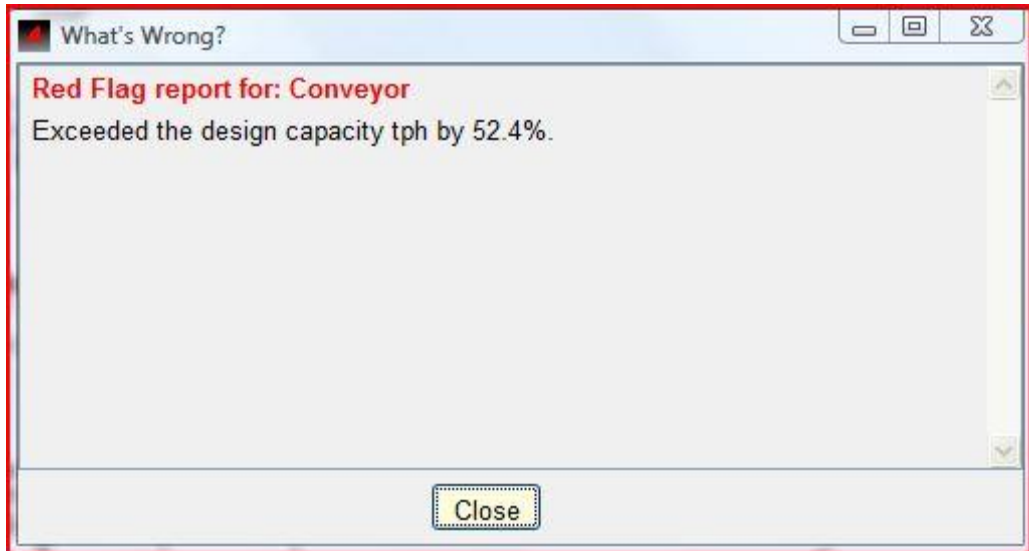 What's Wrong?
Red Flag report for: Conveyor
Exceeded the design capacity tph by 52.4%.
Close